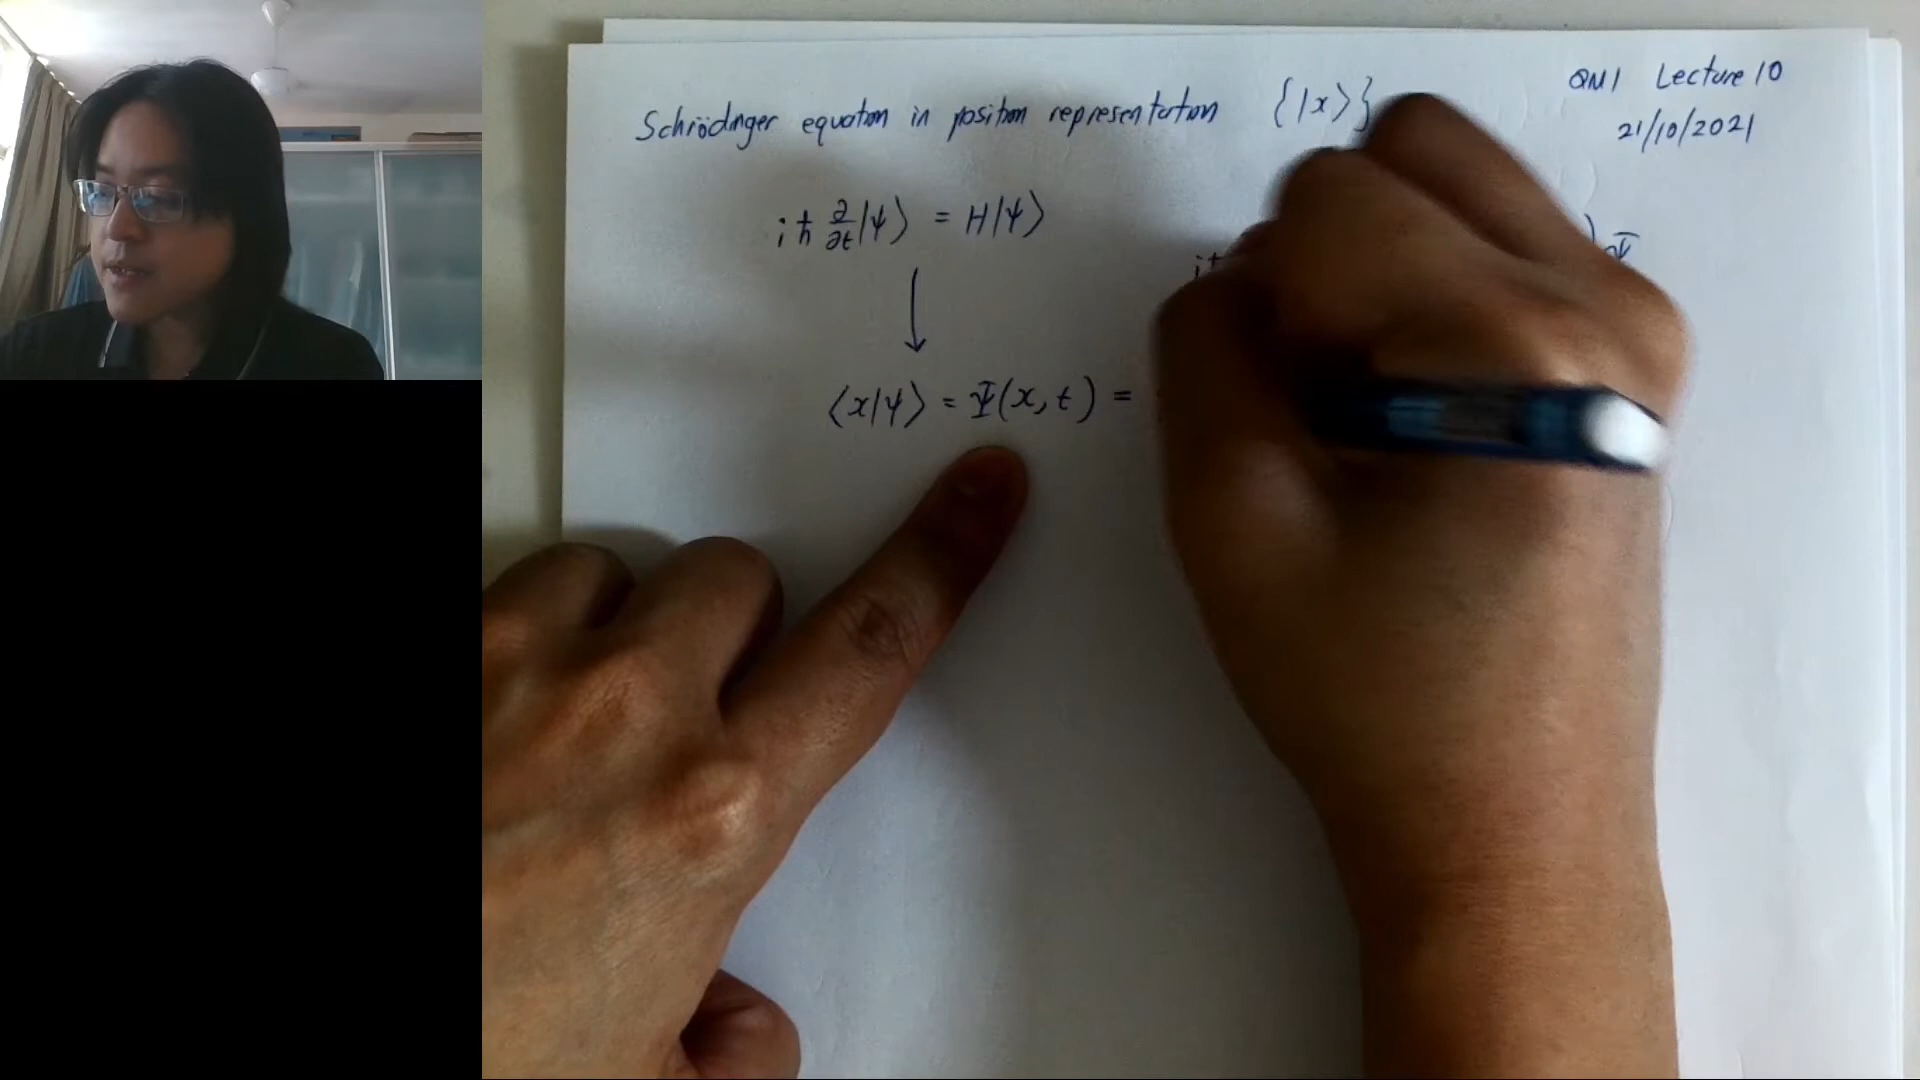 QM1 Lecture 10
21/10/2021
Schrödinger equation in position representation {|x⟩}
iħ ∂/∂t |ψ⟩ = H|ψ⟩
↓
⟨x|ψ⟩ = Ψ(x, t) =